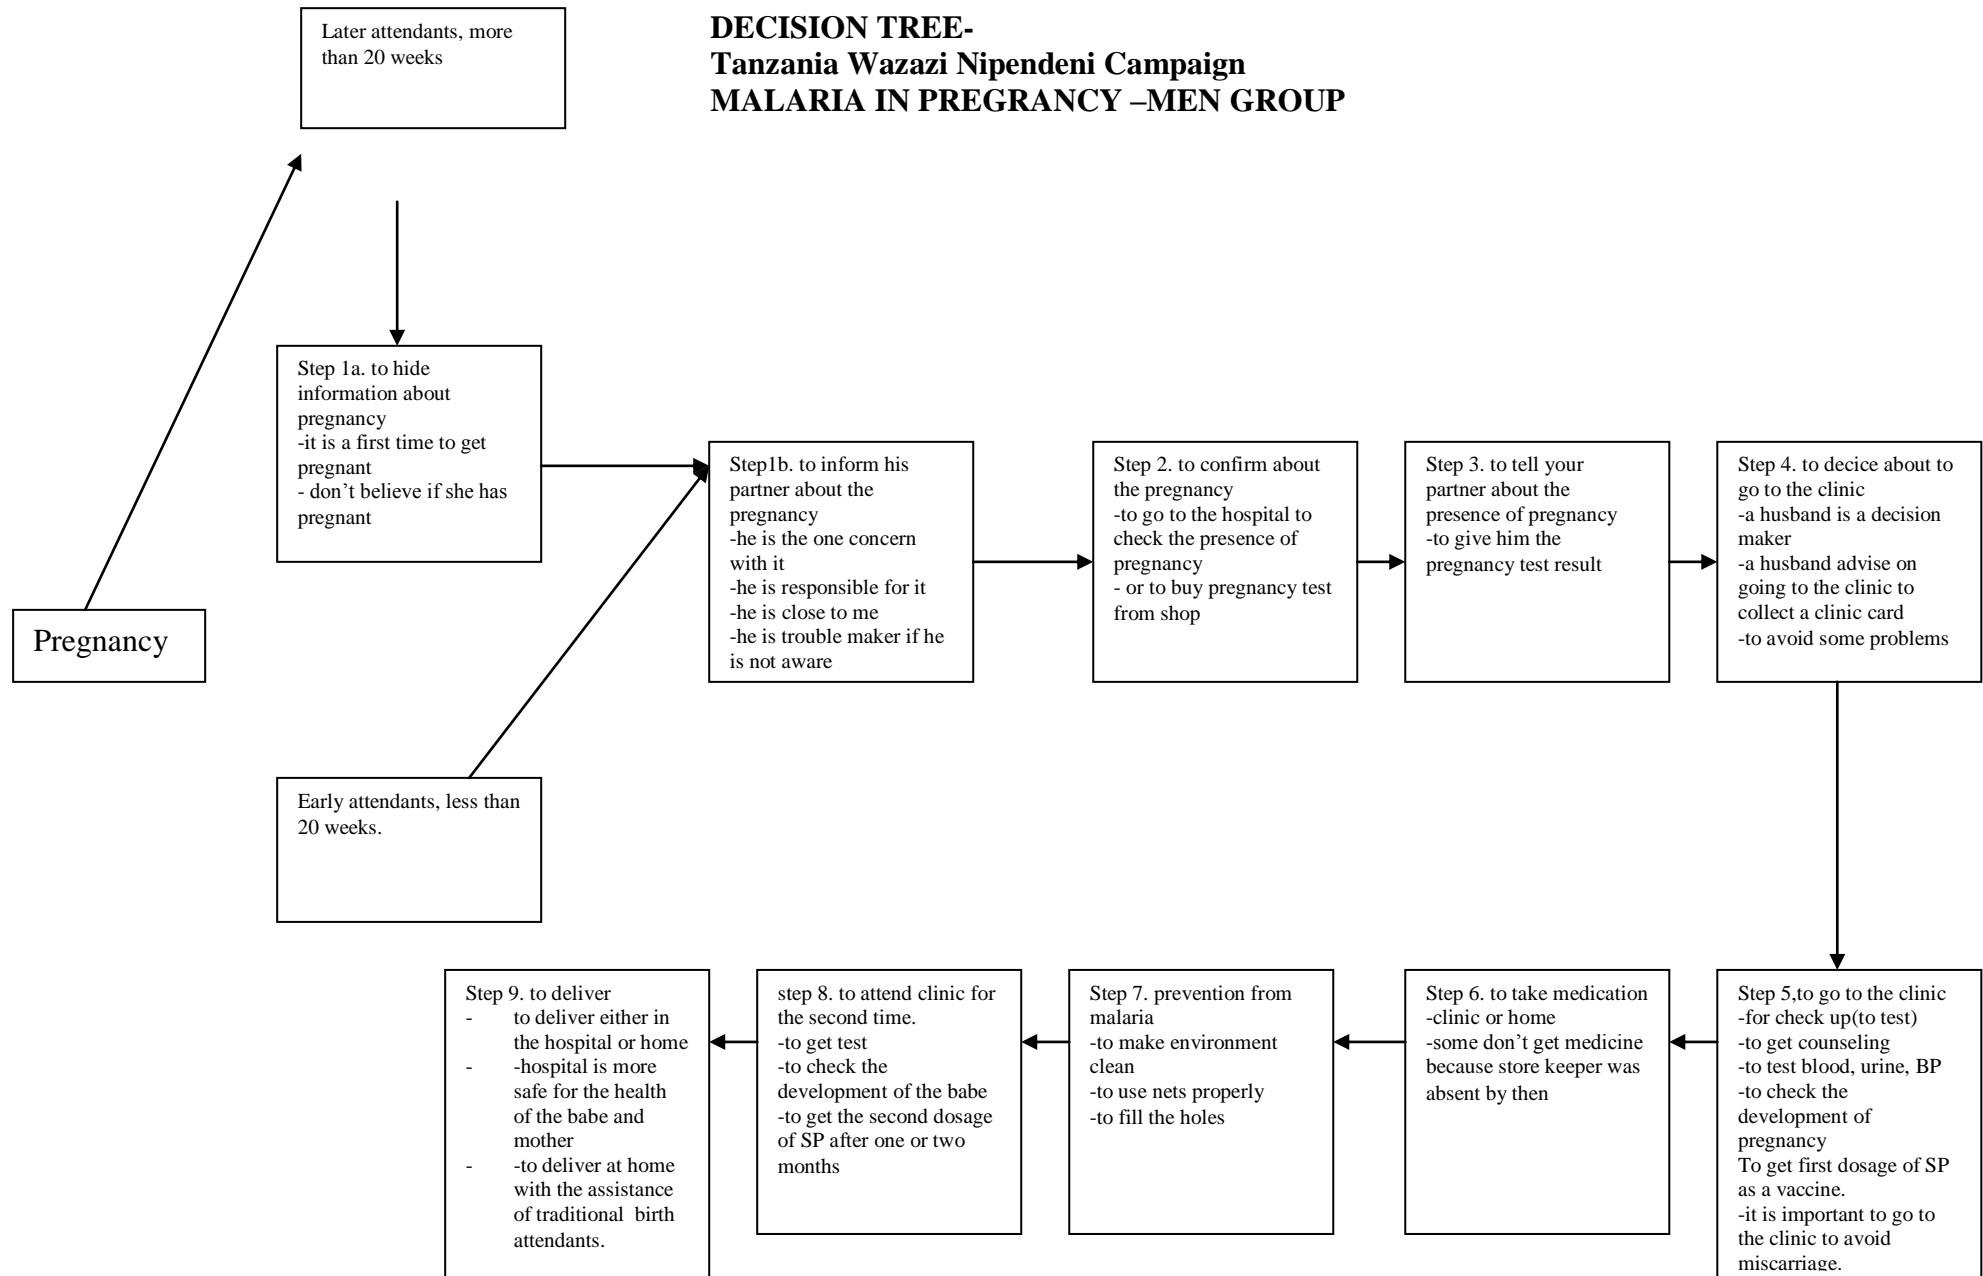 Later attendants, more
than 20 weeks
DECISION TREE-
Tanzania Wazazi Nipendeni Campaign
MALARIA IN PREGRANCY –MEN GROUP
Step 1a. to hide
information about
pregnancy
-it is a first time to get
pregnant
- don’t believe if she has
pregnant
Step1b. to inform his
partner about the
pregnancy
-he is the one concern
with it
-he is responsible for it
-he is close to me
-he is trouble maker if he
is not aware
Step 2. to confirm about
the pregnancy
-to go to the hospital to
check the presence of
pregnancy
- or to buy pregnancy test
from shop
Step 3. to tell your
partner about the
presence of pregnancy
-to give him the
pregnancy test result
Step 4. to decice about to
go to the clinic
-a husband is a decision
maker
-a husband advise on
going to the clinic to
collect a clinic card
-to avoid some problems
Pregnancy
Early attendants, less than
20 weeks.
Step 9. to deliver
- to deliver either in
the hospital or home
- -hospital is more
safe for the health
of the babe and
mother
- -to deliver at home
with the assistance
of traditional birth
attendants.
step 8. to attend clinic for
the second time.
-to get test
-to check the
development of the babe
-to get the second dosage
of SP after one or two
months
Step 7. prevention from
malaria
-to make environment
clean
-to use nets properly
-to fill the holes
Step 6. to take medication
-clinic or home
-some don’t get medicine
because store keeper was
absent by then
Step 5,to go to the clinic
-for check up(to test)
-to get counseling
-to test blood, urine, BP
-to check the
development of
pregnancy
To get first dosage of SP
as a vaccine.
-it is important to go to
the clinic to avoid
miscarriage.